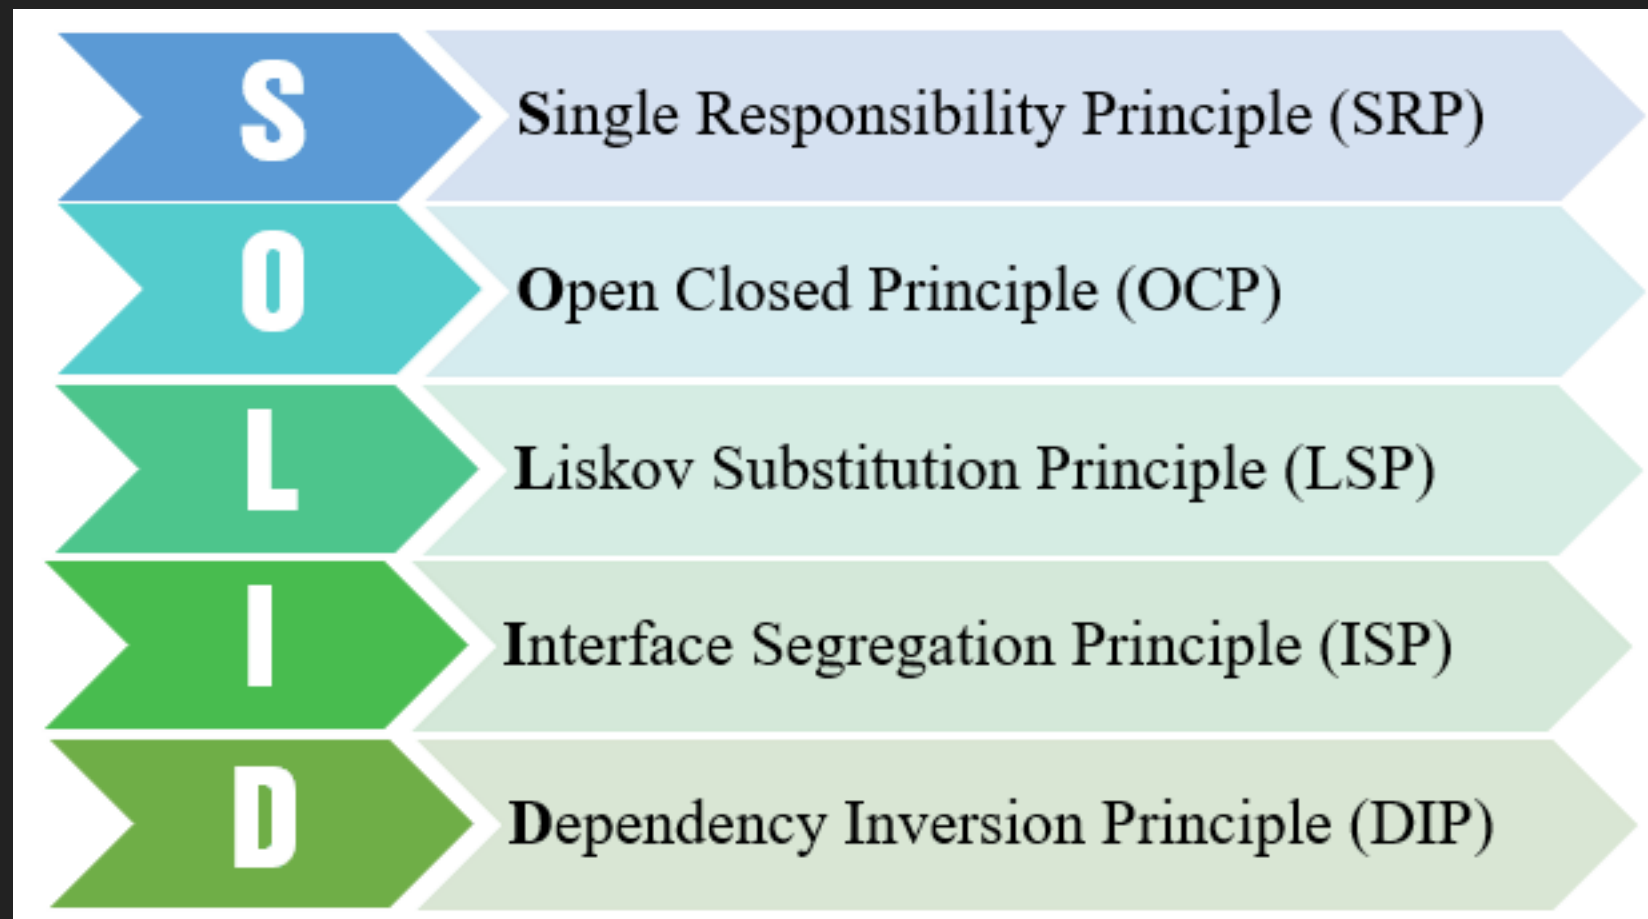 S
Single Responsibility Principle (SRP)
O
Open Closed Principle (OCP)
L
Liskov Substitution Principle (LSP)
I
Interface Segregation Principle (ISP)
D
Dependency Inversion Principle (DIP)